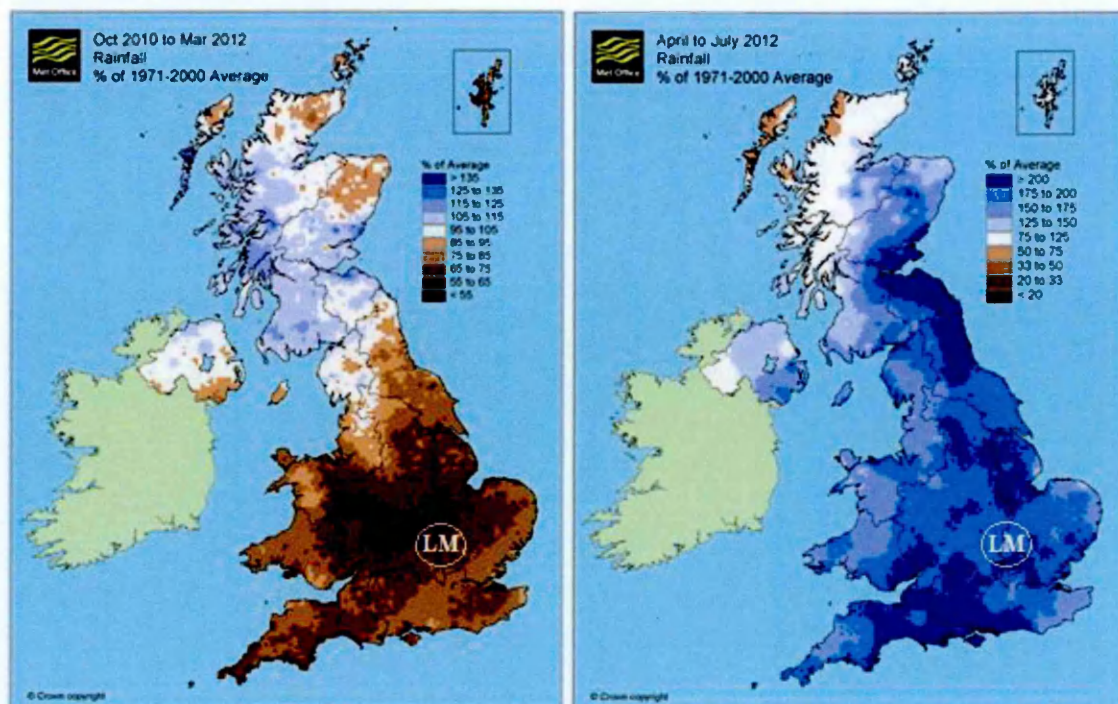 Met Office
Oct 2010 to Mar 2012
Rainfall
% of 1971-2000 Average
% of Average
> 135
125 to 135
115 to 125
105 to 115
95 to 105
85 to 95
75 to 85
65 to 75
55 to 65
< 55
LM
© Crown copyright
Met Office
April to July 2012
Rainfall
% of 1971-2000 Average
% of Average
> 200
175 to 200
150 to 175
125 to 150
75 to 125
50 to 75
33 to 50
20 to 33
< 20
LM
© Crown copyright